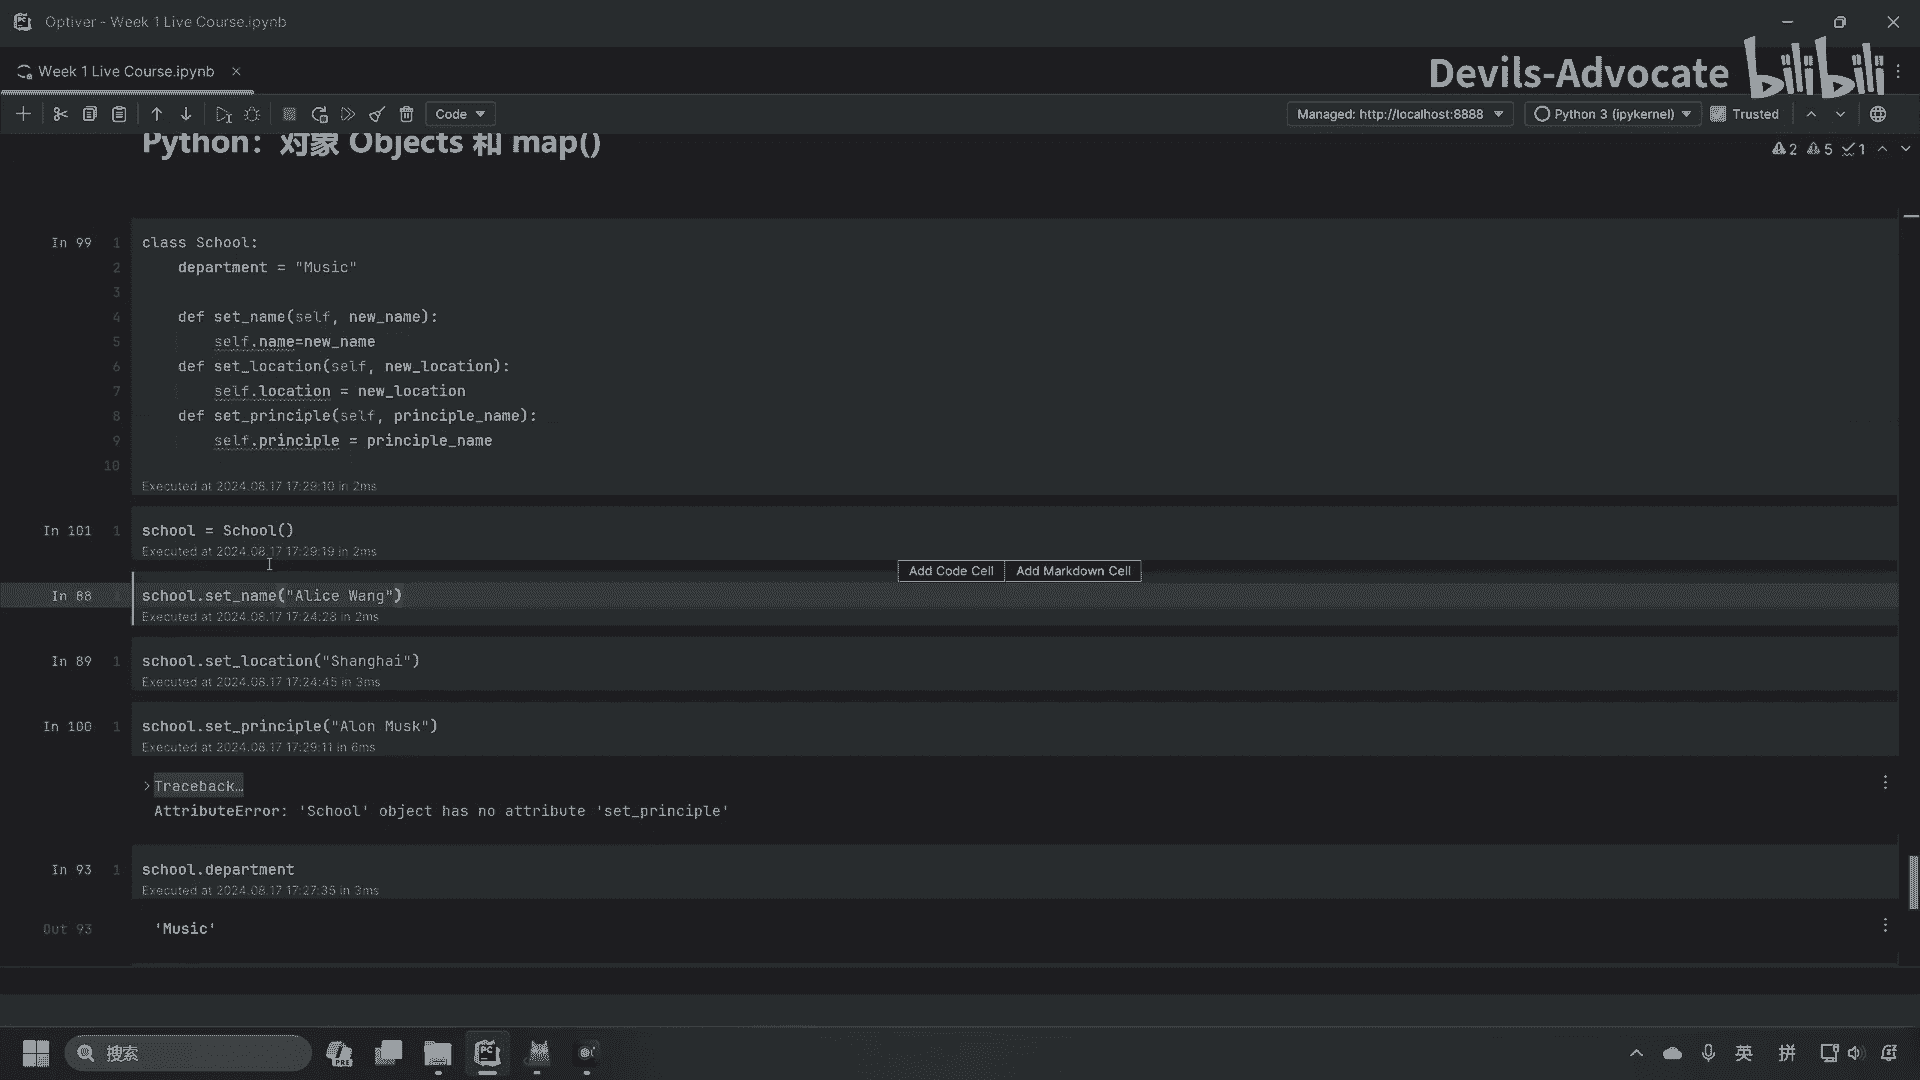 Optiver - Week 1 Live Course.ipynb
Week 1 Live Course.ipynb
Devils-Advocate bilibili
Code
Managed: http://localhost:8888
Python 3 (ipykernel)
Trusted
Python: 对象 Objects 和 map()
2 5 1
In 99
1 class School:
2 department = "Music"
3
4 def set_name(self, new_name):
5 self.name=new_name
6 def set_location(self, new_location):
7 self.location = new_location
8 def set_principle(self, principle_name):
9 self.principle = principle_name
10
Executed at 2024.08.17 17:29:10 in 2ms
In 101 1 school = School()
Executed at 2024.08.17 17:29:19 in 2ms
Add Code Cell Add Markdown Cell
In 88 1 school.set_name("Alice Wang")
Executed at 2024.08.17 17:24:28 in 2ms
In 89 1 school.set_location("Shanghai")
Executed at 2024.08.17 17:24:45 in 3ms
In 100 1 school.set_principle("Alon Musk")
Executed at 2024.08.17 17:29:11 in 6ms
Traceback…
AttributeError: 'School' object has no attribute 'set_principle'
In 93 1 school.department
Executed at 2024.08.17 17:27:35 in 3ms
Out 93 'Music'
搜索
PRE
PC
英
拼